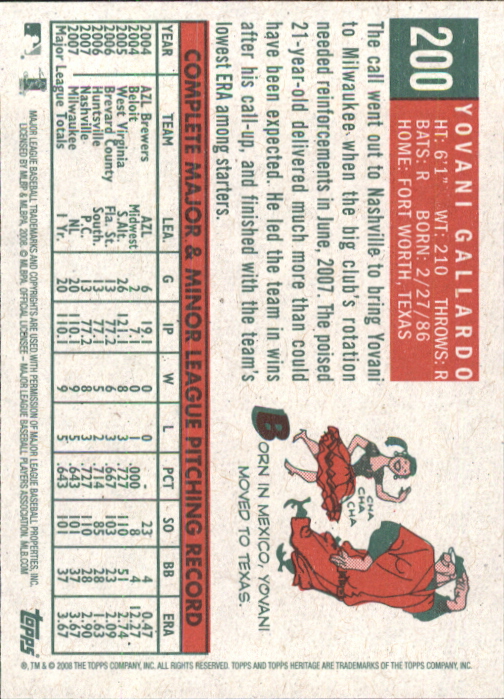 200
YOVANI GALLARDO
HT: 6'1" WT: 210 THROWS: R
BATS: R BORN: 2/27/86
HOME: FORT WORTH, TEXAS
The call went out to Nashville to bring Yovani
to Milwaukee when the big club's rotation
needed reinforcements in June, 2007. The poised
21-year-old delivered much more than could
have been expected. He led the team in wins
after his call-up, and finished with the team's
lowest ERA among starters.
CHA
CHA
CHA
BORN IN MEXICO, YOVANI
MOVED TO TEXAS.
COMPLETE MAJOR & MINOR LEAGUE PITCHING RECORD
YEAR TEAM LEA. G IP W L PCT SO BB ERA
2004 AZL Brewers AZL 6 19.1 0 0 23 4 0.47
2004 Beloit Midwest 2 7.1 0 1 .000 8 4 12.27
2005 West Virginia S.Atl. 26 121.1 8 3 .727 110 51 2.74
2006 Brevard County Fla. St. 13 77.2 6 3 .667 103 23 2.09
2006 Huntsville South. 13 77.1 5 2 .714 85 28 1.63
2007 Nashville P.C. 13 77.2 8 3 .727 110 28 2.90
2007 Milwaukee NL 20 110.1 9 5 .643 101 37 3.67
Major League Totals 1 Yr. 20 110.1 9 5 .643 101 37 3.67
MAJOR LEAGUE BASEBALL TRADEMARKS AND COPYRIGHTS ARE USED WITH PERMISSION OF MAJOR LEAGUE BASEBALL PROPERTIES, INC.
LICENSED BY MLBP & MLBPA, 2008. © MLBPA. OFFICIAL LICENSEE – MAJOR LEAGUE BASEBALL PLAYERS ASSOCIATION. MLB.COM
Topps
®, TM & © 2008 THE TOPPS COMPANY, INC. ALL RIGHTS RESERVED. TOPPS AND TOPPS HERITAGE ARE TRADEMARKS OF THE TOPPS COMPANY, INC.